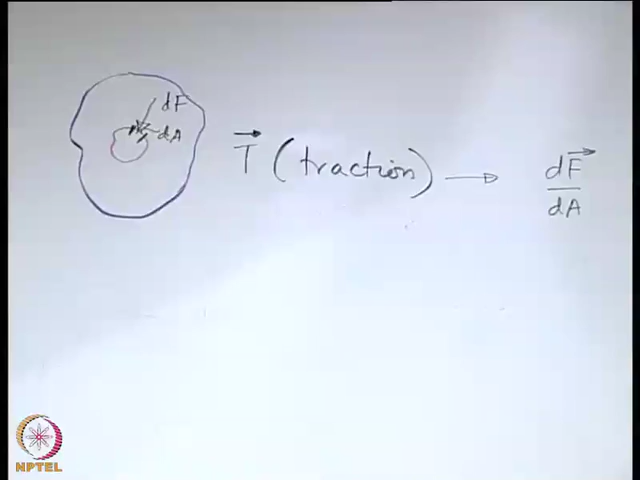 dF
dA
T⃗ (traction) → dF⃗
dA
NPTEL